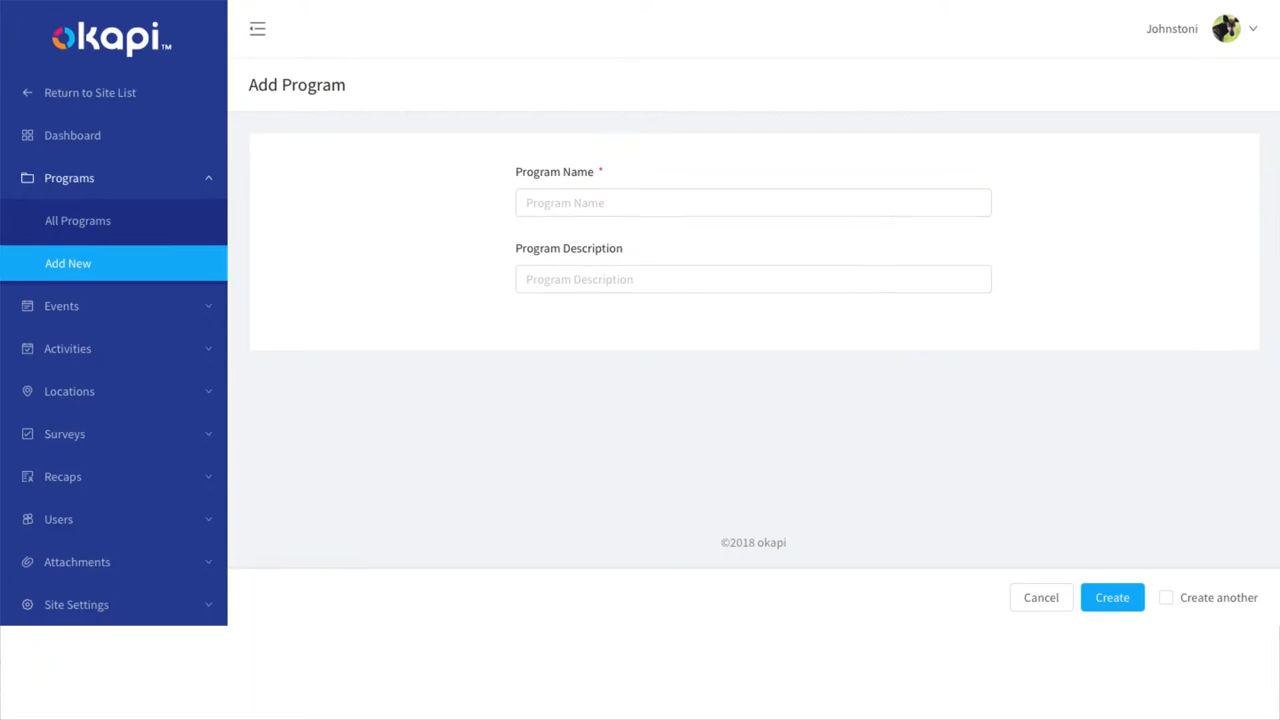 okapi™
Johnstoni
Return to Site List
Add Program
Dashboard
Programs
All Programs
Add New
Events
Activities
Locations
Surveys
Recaps
Users
Attachments
Site Settings
Program Name *
Program Name
Program Description
Program Description
©2018 okapi
Cancel
Create
Create another